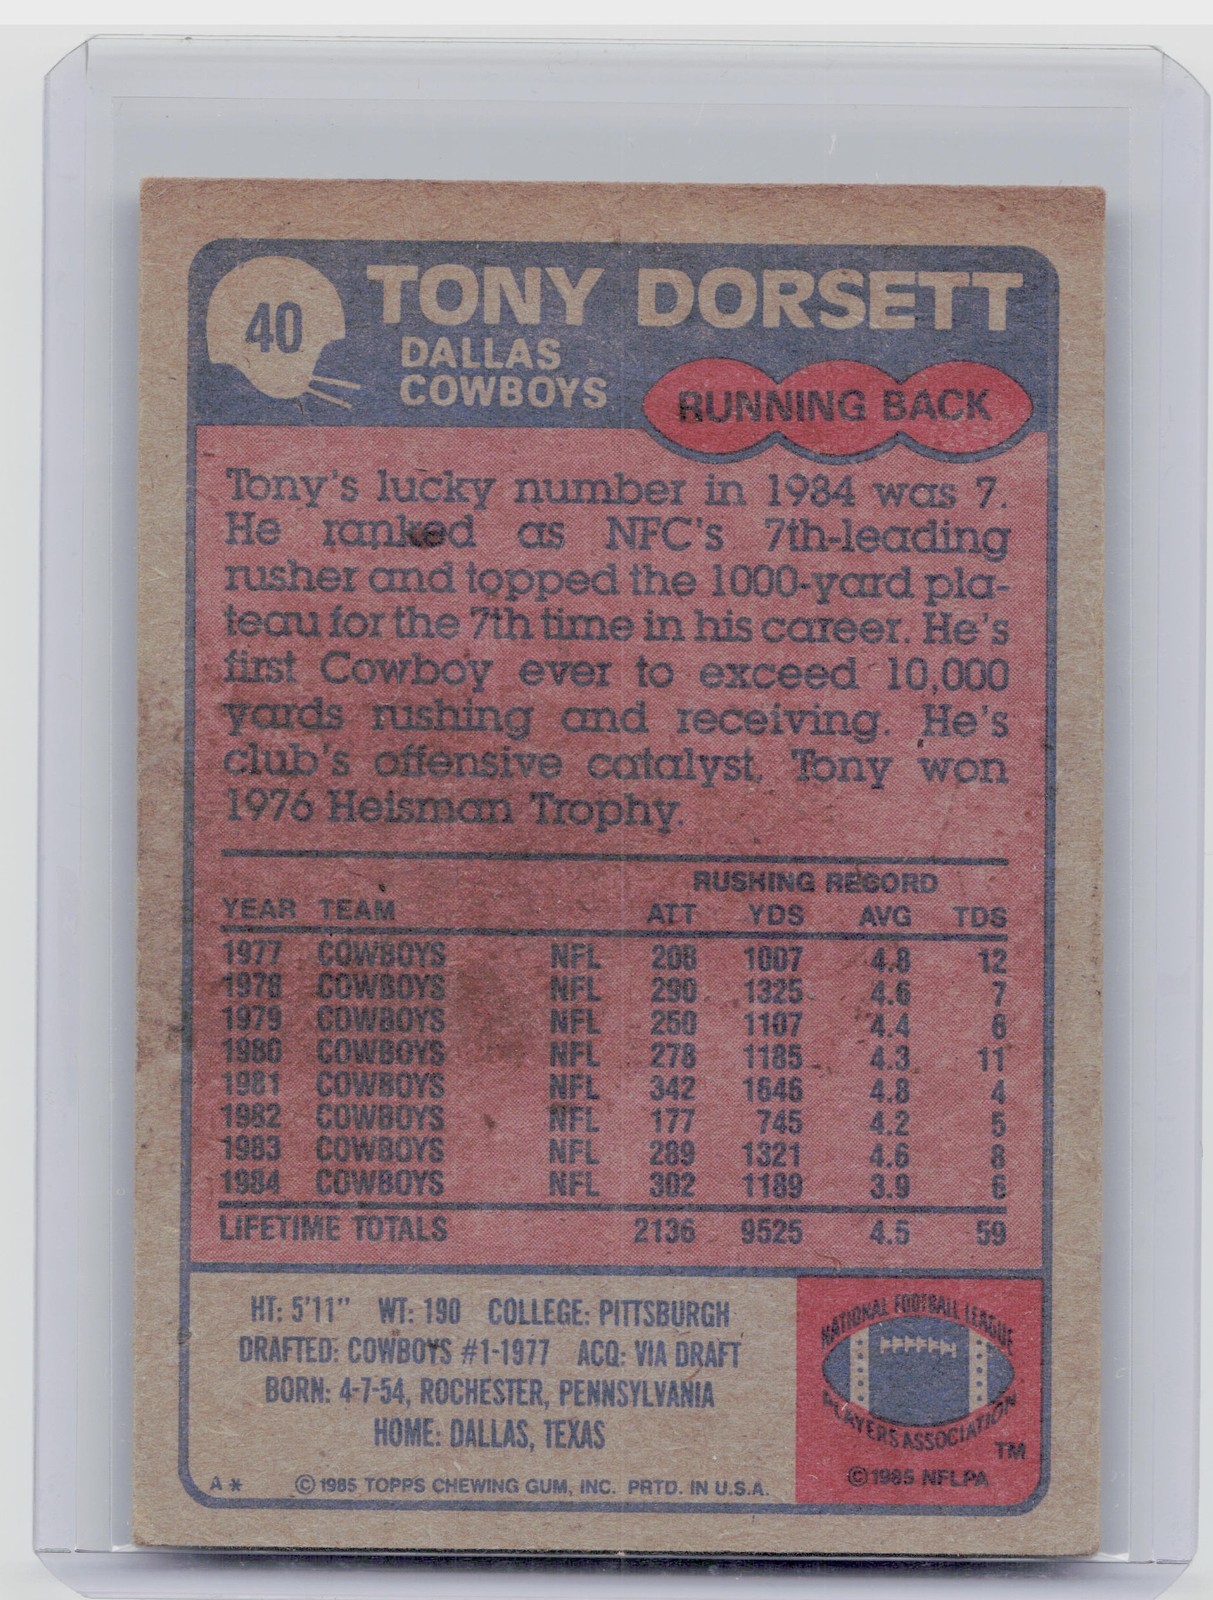 40
TONY DORSETT
DALLAS
COWBOYS
RUNNING BACK
Tony's lucky number in 1984 was 7.
He ranked as NFC's 7th-leading
rusher and topped the 1000-yard pla-
teau for the 7th time in his career. He's
first Cowboy ever to exceed 10,000
yards rushing and receiving. He's
club's offensive catalyst, Tony won
1976 Heisman Trophy.
RUSHING RECORD
YEAR TEAM ATT YDS AVG TDS
1977 COWBOYS NFL 208 1007 4.8 12
1978 COWBOYS NFL 290 1325 4.6 7
1979 COWBOYS NFL 250 1107 4.4 6
1980 COWBOYS NFL 278 1185 4.3 11
1981 COWBOYS NFL 342 1646 4.8 4
1982 COWBOYS NFL 177 745 4.2 5
1983 COWBOYS NFL 289 1321 4.6 8
1984 COWBOYS NFL 302 1189 3.9 6
LIFETIME TOTALS 2136 9525 4.5 59
HT: 5'11" WT: 190 COLLEGE: PITTSBURGH
DRAFTED: COWBOYS #1-1977 ACQ: VIA DRAFT
BORN: 4-7-54, ROCHESTER, PENNSYLVANIA
HOME: DALLAS, TEXAS
A* © 1985 TOPPS CHEWING GUM, INC. PRTD. IN U.S.A.
NATIONAL FOOTBALL LEAGUE
PLAYERS ASSOCIATION
TM
© 1985 NFLPA